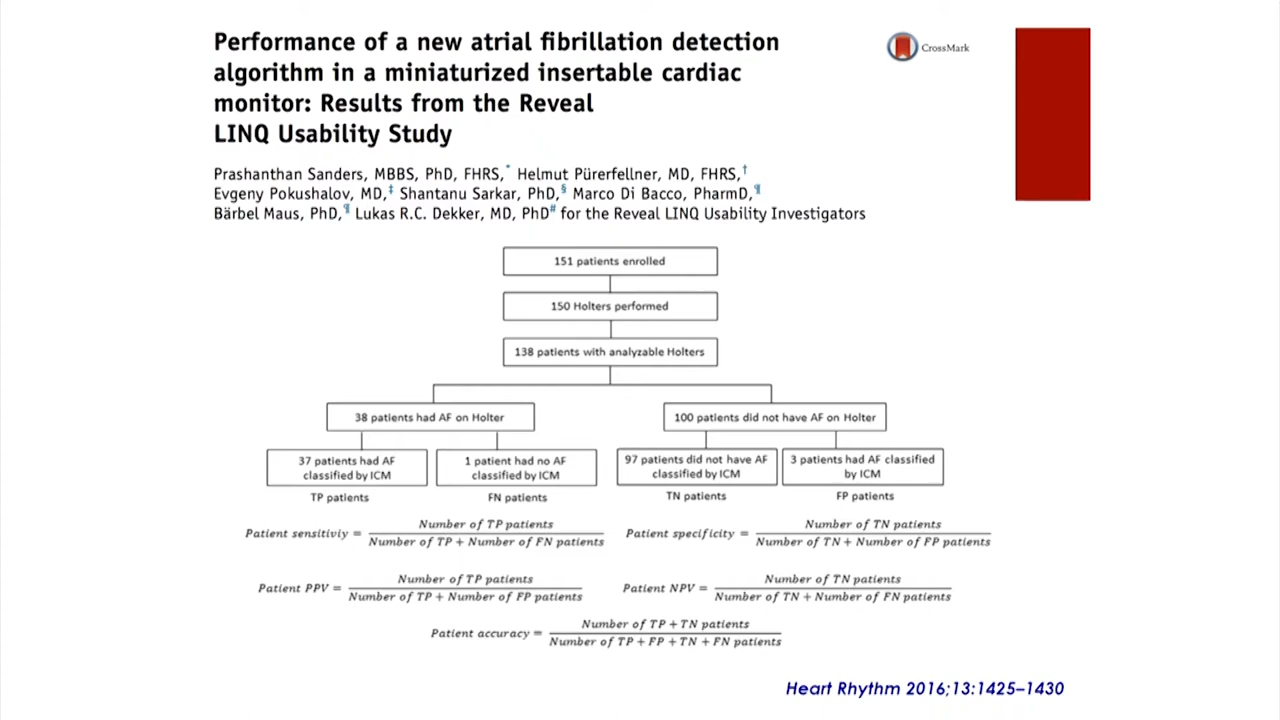 Performance of a new atrial fibrillation detection
algorithm in a miniaturized insertable cardiac
monitor: Results from the Reveal
LINQ Usability Study
CrossMark
Prashanthan Sanders, MBBS, PhD, FHRS,* Helmut Pürerfellner, MD, FHRS,†
Evgeny Pokushalov, MD,‡ Shantanu Sarkar, PhD,§ Marco Di Bacco, PharmD,¶
Bärbel Maus, PhD,¶ Lukas R.C. Dekker, MD, PhD# for the Reveal LINQ Usability Investigators
151 patients enrolled
150 Holters performed
138 patients with analyzable Holters
38 patients had AF on Holter
100 patients did not have AF on Holter
37 patients had AF
classified by ICM
1 patient had no AF
classified by ICM
97 patients did not have AF
classified by ICM
3 patients had AF classified
by ICM
TP patients
FN patients
TN patients
FP patients
Patient sensitiviy = Number of TP patients
Number of TP + Number of FN patients
Patient specificity = Number of TN patients
Number of TN + Number of FP patients
Patient PPV = Number of TP patients
Number of TP + Number of FP patients
Patient NPV = Number of TN patients
Number of TN + Number of FN patients
Patient accuracy = Number of TP + TN patients
Number of TP + FP + TN + FN patients
Heart Rhythm 2016;13:1425–1430